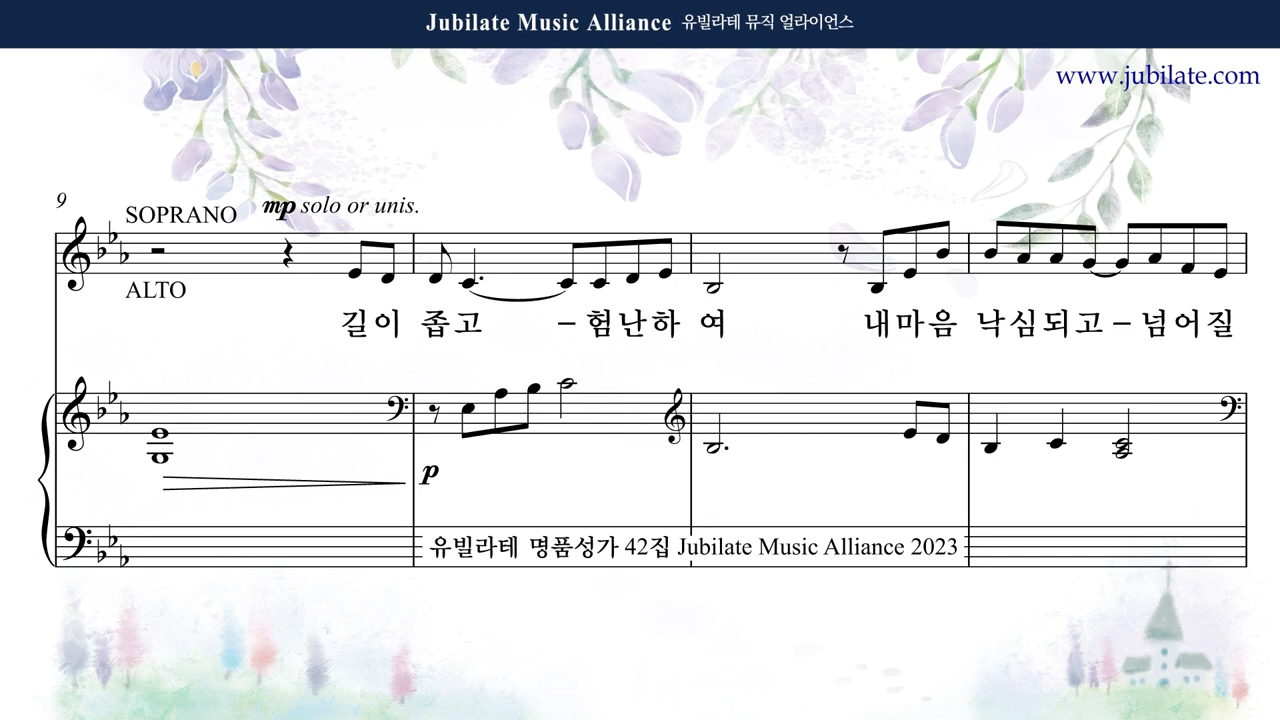 Jubilate Music Alliance 유빌라테 뮤직 얼라이언스
www.jubilate.com
9
SOPRANO mp solo or unis.
ALTO
길이 좁고 – 험난하 여 내마음 낙심되고 – 넘어질
p
유빌라테 명품성가 42집 Jubilate Music Alliance 2023